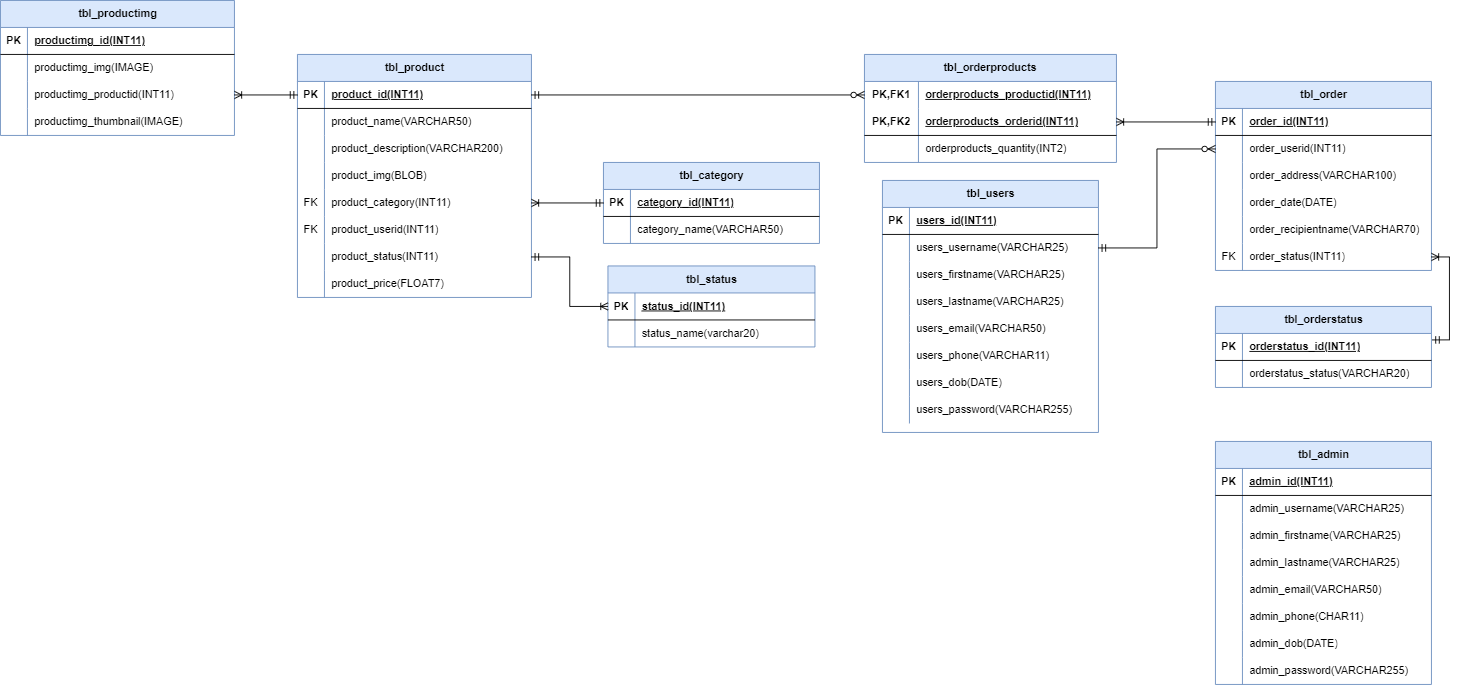 tbl_productimg
PK productimg_id(INT11)
productimg_img(IMAGE)
productimg_productid(INT11)
productimg_thumbnail(IMAGE)
tbl_product
PK product_id(INT11)
product_name(VARCHAR50)
product_description(VARCHAR200)
product_img(BLOB)
FK product_category(INT11)
FK product_userid(INT11)
product_status(INT11)
product_price(FLOAT7)
tbl_category
PK category_id(INT11)
category_name(VARCHAR50)
tbl_status
PK status_id(INT11)
status_name(varchar20)
tbl_orderproducts
PK,FK1 orderproducts_productid(INT11)
PK,FK2 orderproducts_orderid(INT11)
orderproducts_quantity(INT2)
tbl_users
PK users_id(INT11)
users_username(VARCHAR25)
users_firstname(VARCHAR25)
users_lastname(VARCHAR25)
users_email(VARCHAR50)
users_phone(VARCHAR11)
users_dob(DATE)
users_password(VARCHAR255)
tbl_order
PK order_id(INT11)
order_userid(INT11)
order_address(VARCHAR100)
order_date(DATE)
order_recipientname(VARCHAR70)
FK order_status(INT11)
tbl_orderstatus
PK orderstatus_id(INT11)
orderstatus_status(VARCHAR20)
tbl_admin
PK admin_id(INT11)
admin_username(VARCHAR25)
admin_firstname(VARCHAR25)
admin_lastname(VARCHAR25)
admin_email(VARCHAR50)
admin_phone(CHAR11)
admin_dob(DATE)
admin_password(VARCHAR255)